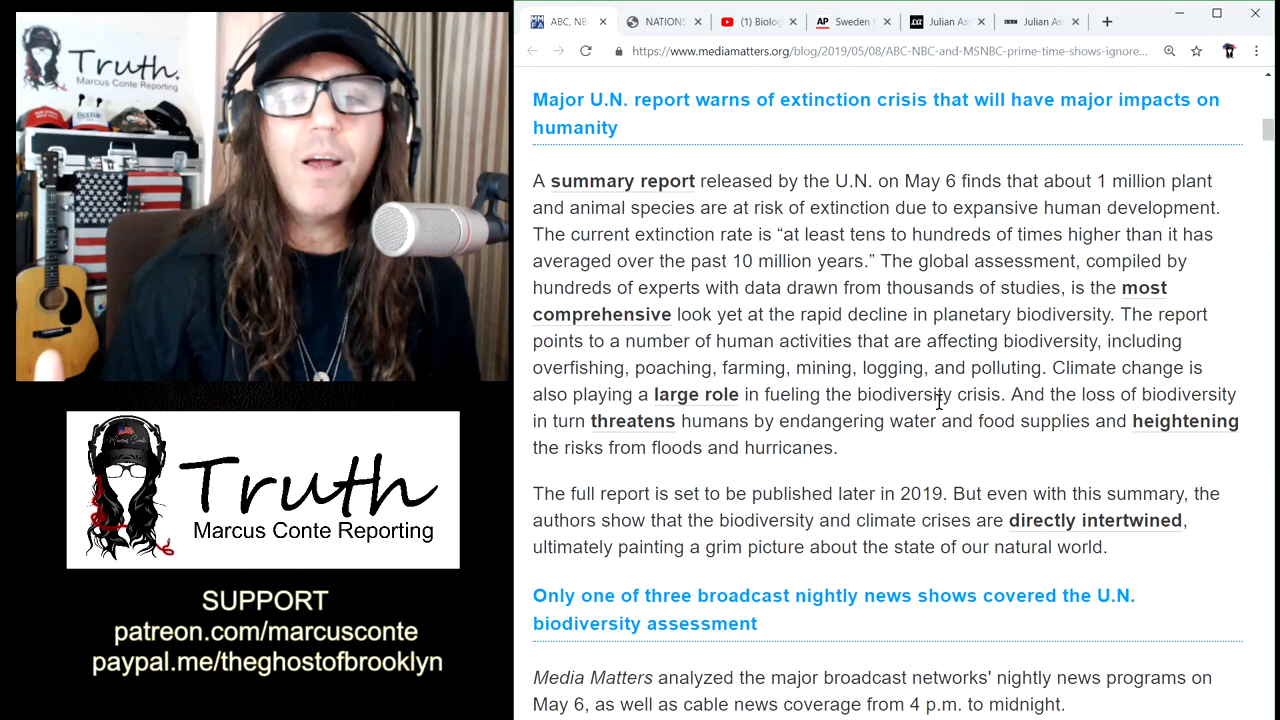 Truth.
Marcus Conte Reporting
Truth
Marcus Conte Reporting
SUPPORT
patreon.com/marcusconte
paypal.me/theghostofbrooklyn
ABC, NB
NATIONS
(1) Biolog
AP Sweden
Julian As
BBC Julian As
https://www.mediamatters.org/blog/2019/05/08/ABC-NBC-and-MSNBC-prime-time-shows-ignore...
Major U.N. report warns of extinction crisis that will have major impacts on
humanity
A summary report released by the U.N. on May 6 finds that about 1 million plant
and animal species are at risk of extinction due to expansive human development.
The current extinction rate is “at least tens to hundreds of times higher than it has
averaged over the past 10 million years.” The global assessment, compiled by
hundreds of experts with data drawn from thousands of studies, is the most
comprehensive look yet at the rapid decline in planetary biodiversity. The report
points to a number of human activities that are affecting biodiversity, including
overfishing, poaching, farming, mining, logging, and polluting. Climate change is
also playing a large role in fueling the biodiversity crisis. And the loss of biodiversity
in turn threatens humans by endangering water and food supplies and heightening
the risks from floods and hurricanes.
The full report is set to be published later in 2019. But even with this summary, the
authors show that the biodiversity and climate crises are directly intertwined,
ultimately painting a grim picture about the state of our natural world.
Only one of three broadcast nightly news shows covered the U.N.
biodiversity assessment
Media Matters analyzed the major broadcast networks' nightly news programs on
May 6, as well as cable news coverage from 4 p.m. to midnight.